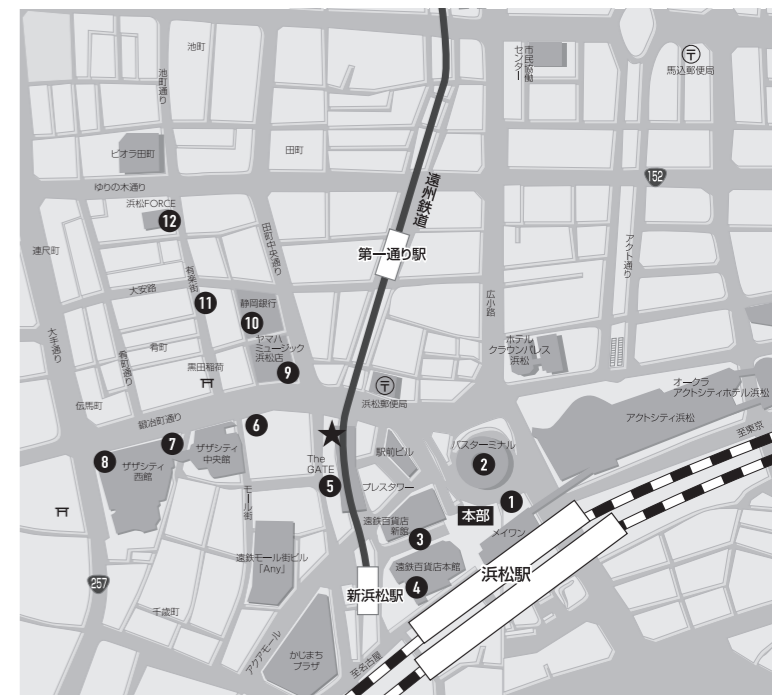 池町
池町通り
市民協働
センター
馬込郵便局
ビオラ田町
田町
152
ゆりの木通り
遠州鉄道
浜松FORCE
12
連尺町
田町中央通り
第一通り駅
アクト通り
有楽街
大安路
11
静岡銀行
10
広小路
大手通り
肴町通り
肴町
ヤマハ
ミュージック
浜松店
9
黒田稲荷
ホテル
クラウンパレス
浜松
オークラ
アクトシティホテル浜松
浜松郵便局
伝馬町
鍛冶町通り
アクトシティ浜松
6
7
8
ザザシティ
西館
ザザシティ
中央館
The
GATE
5
駅前ビル
バスターミナル
2
至東京
プレスタワー
モール街
本部
1
メイワン
遠鉄百貨店
新館
3
遠鉄モール街ビル
「Any」
遠鉄百貨店本館
4
浜松駅
257
新浜松駅
千歳町
アクアモール
かじまち
プラザ
至名古屋